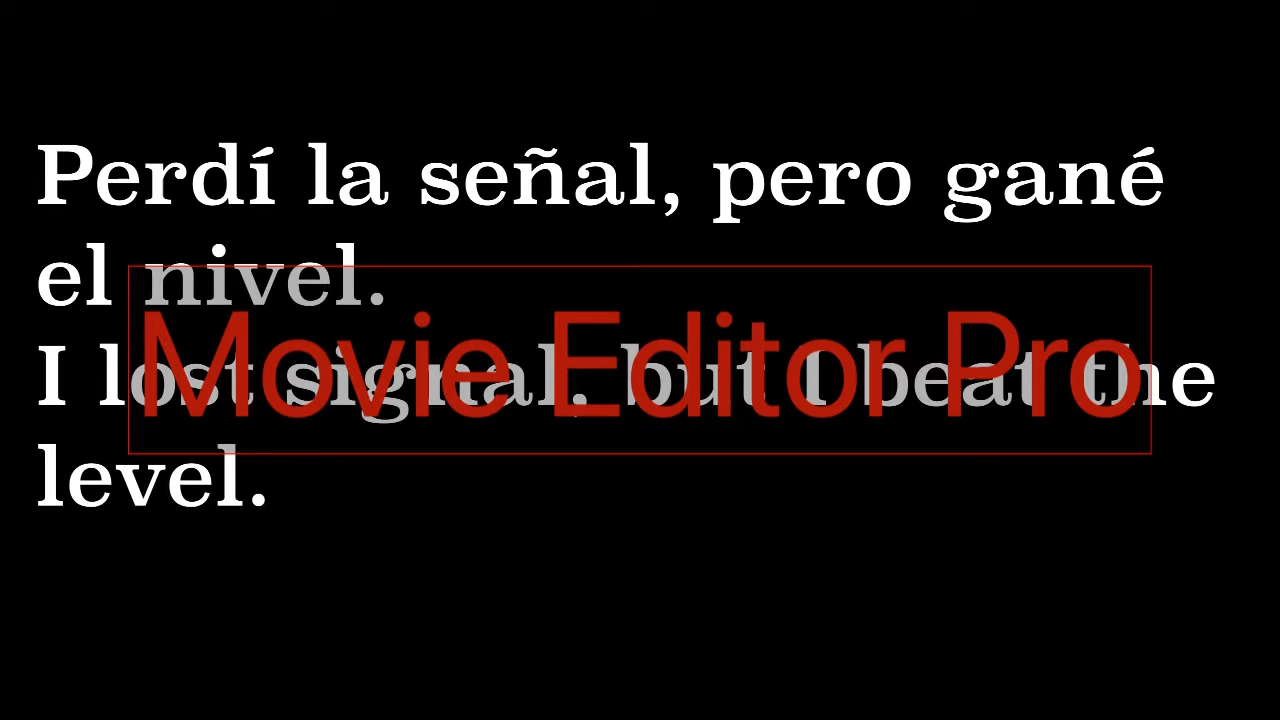 Perdí la señal, pero gané
el nivel.
I lost signal, but I beat the
level.
Movie Editor Pro